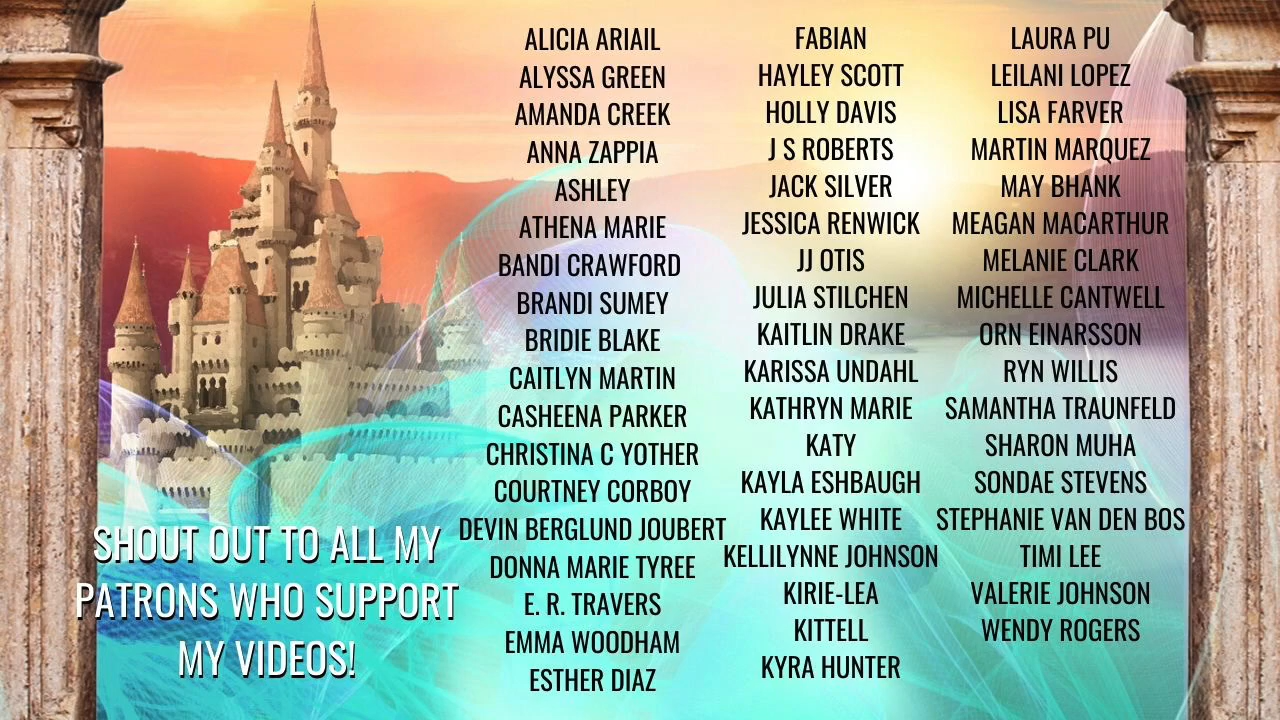 SHOUT OUT TO ALL MY
PATRONS WHO SUPPORT
MY VIDEOS!
ALICIA ARIAIL
ALYSSA GREEN
AMANDA CREEK
ANNA ZAPPIA
ASHLEY
ATHENA MARIE
BANDI CRAWFORD
BRANDI SUMEY
BRIDIE BLAKE
CAITLYN MARTIN
CASHEENA PARKER
CHRISTINA C YOTHER
COURTNEY CORBOY
DEVIN BERGLUND JOUBERT
DONNA MARIE TYREE
E. R. TRAVERS
EMMA WOODHAM
ESTHER DIAZ
FABIAN
HAYLEY SCOTT
HOLLY DAVIS
J S ROBERTS
JACK SILVER
JESSICA RENWICK
JJ OTIS
JULIA STILCHEN
KAITLIN DRAKE
KARISSA UNDAHL
KATHRYN MARIE
KATY
KAYLA ESHBAUGH
KAYLEE WHITE
KELLILYNNE JOHNSON
KIRIE-LEA
KITTELL
KYRA HUNTER
LAURA PU
LEILANI LOPEZ
LISA FARVER
MARTIN MARQUEZ
MAY BHANK
MEAGAN MACARTHUR
MELANIE CLARK
MICHELLE CANTWELL
ORN EINARSSON
RYN WILLIS
SAMANTHA TRAUNFELD
SHARON MUHA
SONDAE STEVENS
STEPHANIE VAN DEN BOS
TIMI LEE
VALERIE JOHNSON
WENDY ROGERS